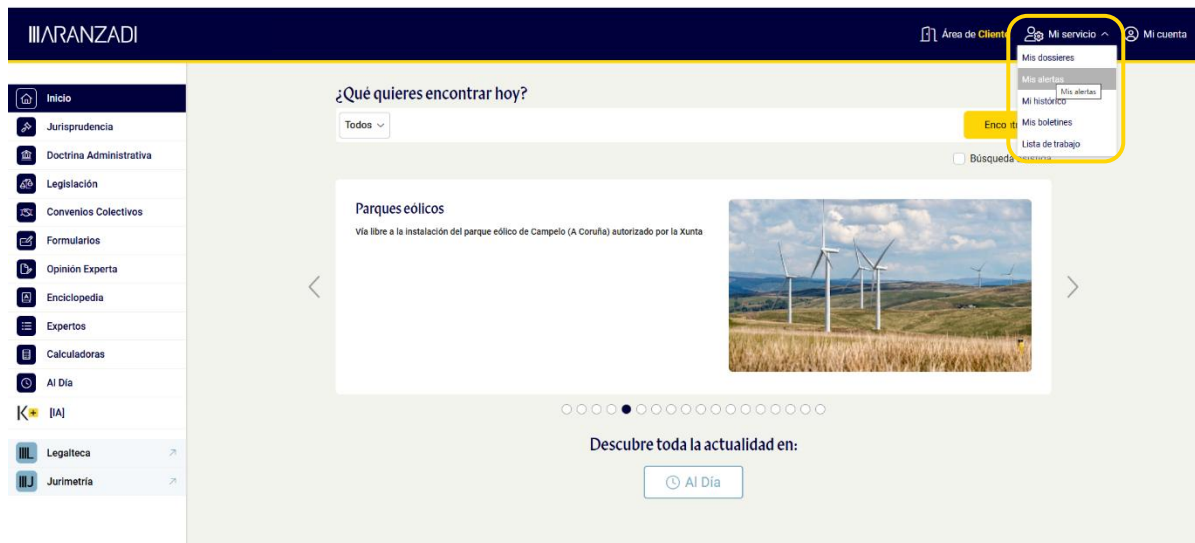 ARANZADI
Área de Cliente
Mi servicio
Mi cuenta
Mis dossieres
Mis alertas
Mis alertas
Mi histórico
Mis boletines
Lista de trabajo
Inicio
Jurisprudencia
Doctrina Administrativa
Legislación
Convenios Colectivos
Formularios
Opinión Experta
Enciclopedia
Expertos
Calculadoras
Al Día
K+ [IA]
Legalteca
Jurimetría
¿Qué quieres encontrar hoy?
Todos
Búsqueda
Parques eólicos
Vía libre a la instalación del parque eólico de Campelo (A Coruña) autorizado por la Xunta
Descubre toda la actualidad en:
Al Día